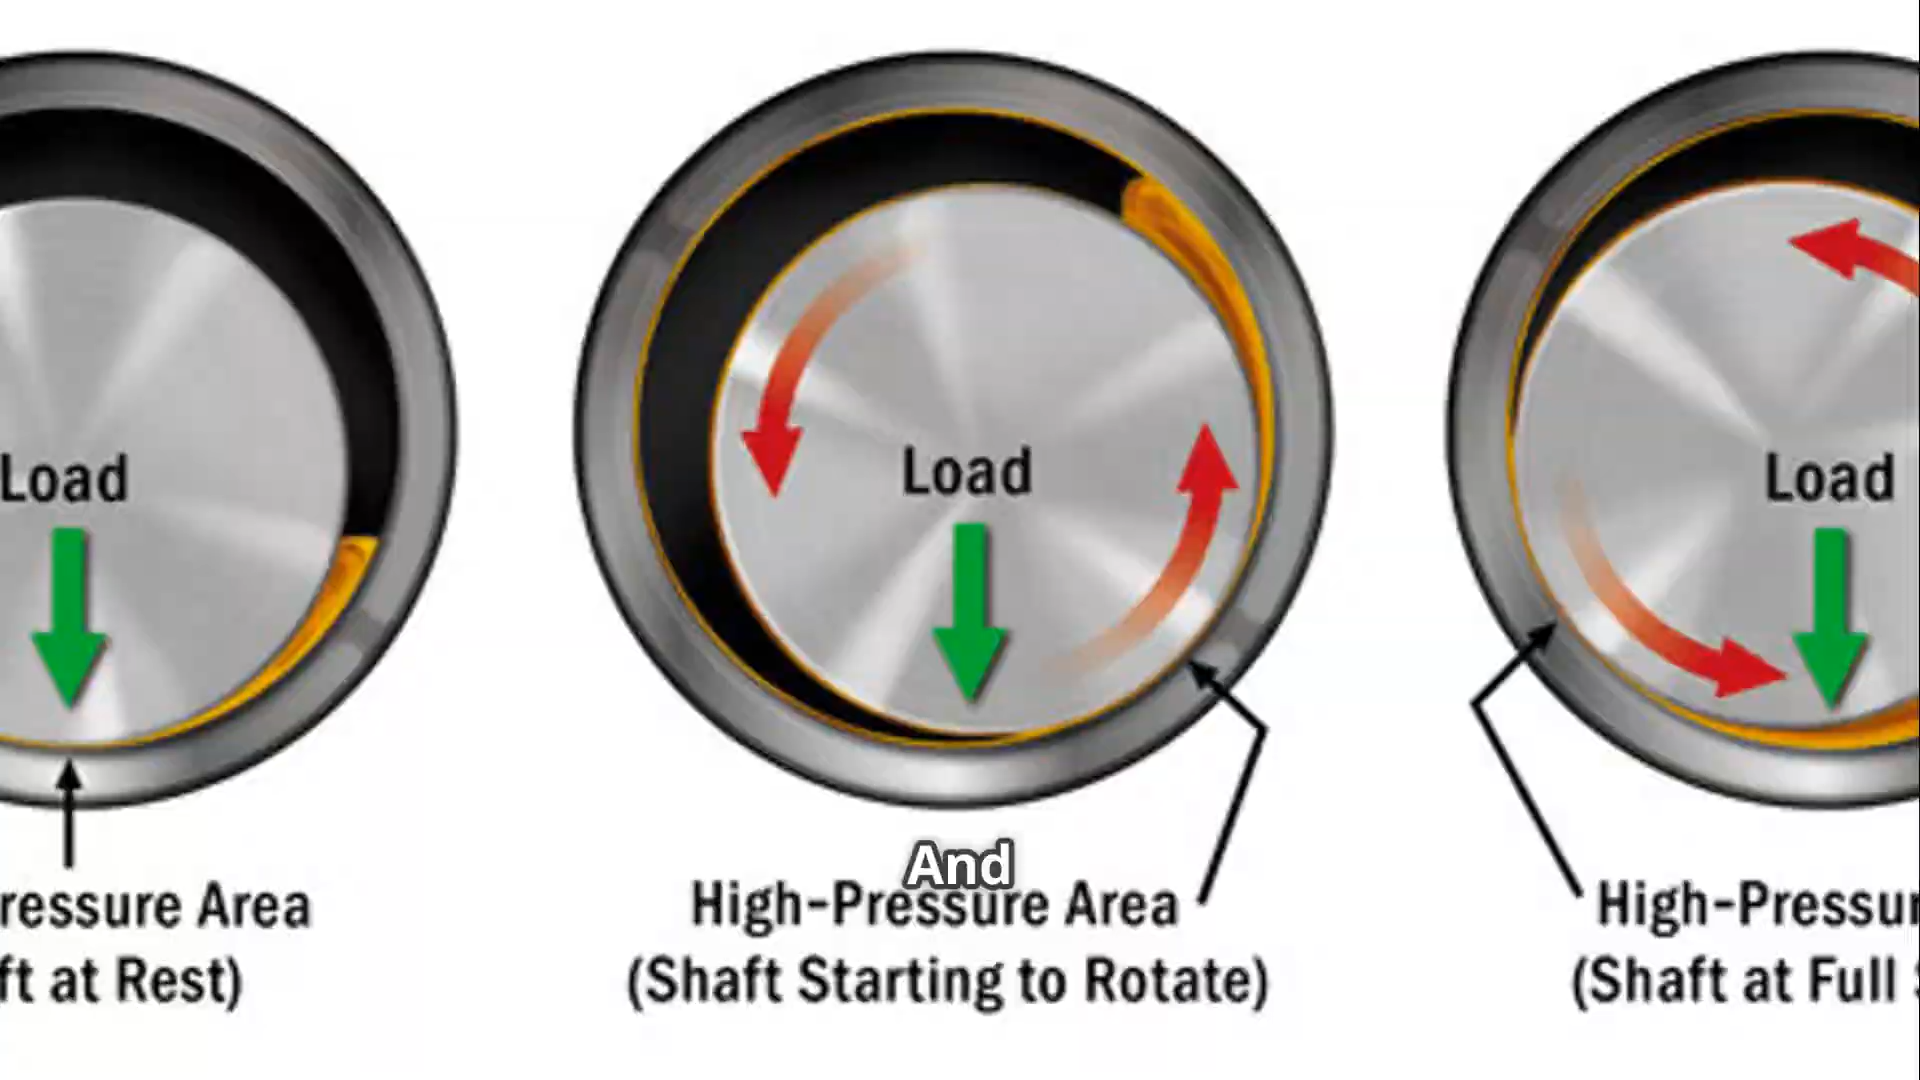 Load
Load
Load
And
ressure Area
ft at Rest)
High-Pressure Area
(Shaft Starting to Rotate)
High-Pressur
(Shaft at Full